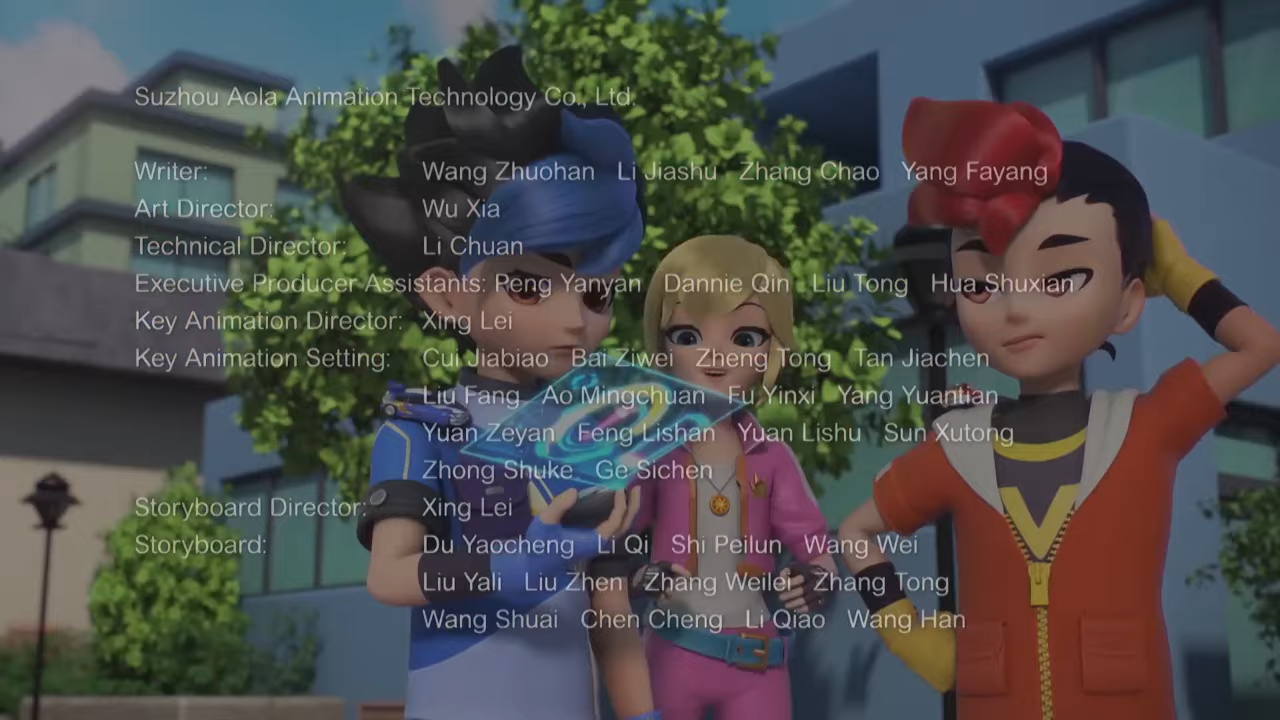 Suzhou Aola Animation Technology Co., Ltd.
Writer: Wang Zhuohan Li Jiashu Zhang Chao Yang Fayang
Art Director: Wu Xia
Technical Director: Li Chuan
Executive Producer Assistants: Peng Yanyan Dannie Qin Liu Tong Hua Shuxian
Key Animation Director: Xing Lei
Key Animation Setting: Cui Jiabiao Bai Ziwei Zheng Tong Tan Jiachen
Liu Fang Ao Mingchuan Fu Yinxi Yang Yuantian
Yuan Zeyan Feng Lishan Yuan Lishu Sun Xutong
Zhong Shuke Ge Sichen
Storyboard Director: Xing Lei
Storyboard: Du Yaocheng Li Qi Shi Peilun Wang Wei
Liu Yali Liu Zhen Zhang Weilei Zhang Tong
Wang Shuai Chen Cheng Li Qiao Wang Han